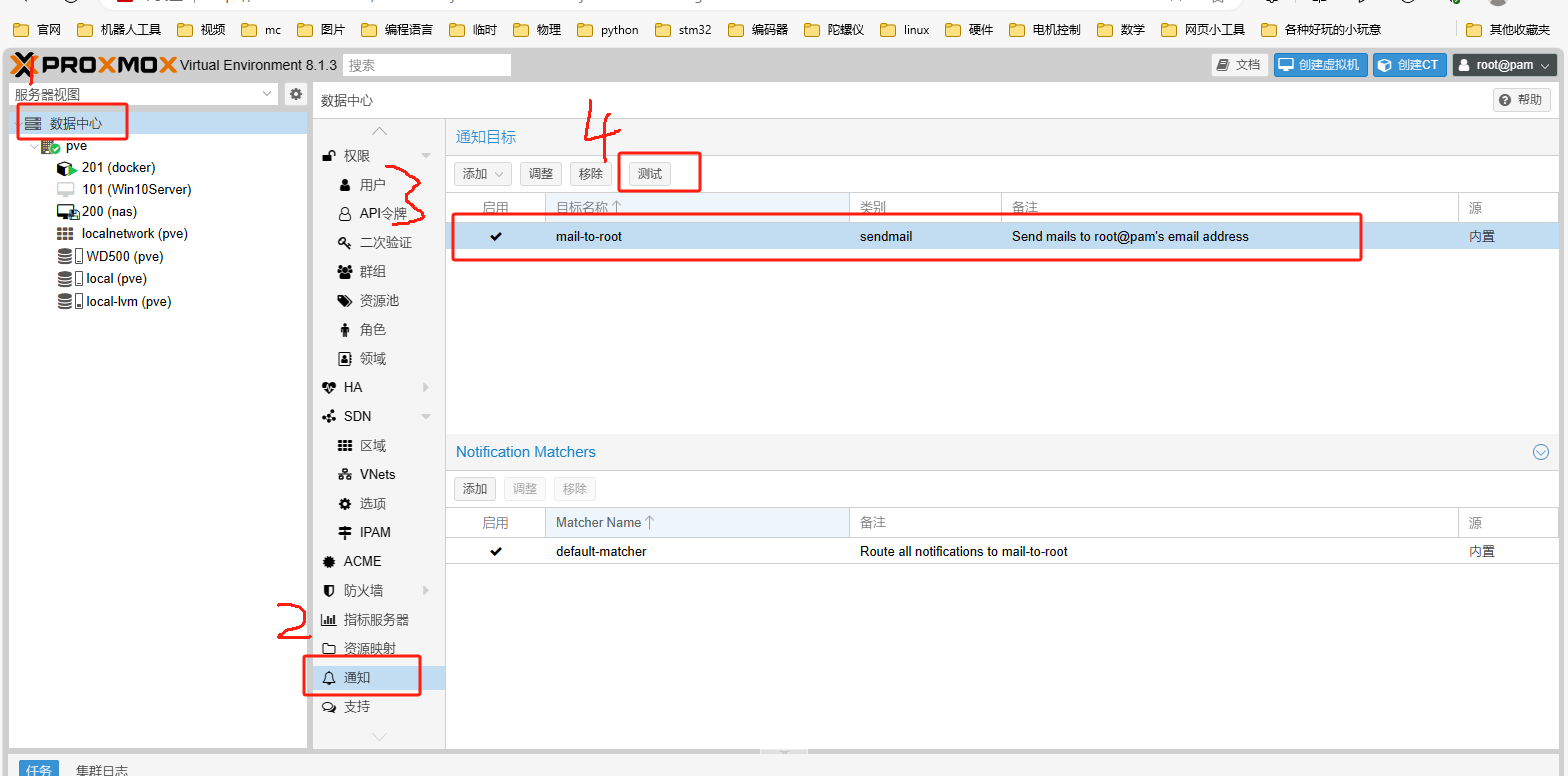 官网 机器人工具 视频 mc 图片 编程语言 临时 物理 python stm32 编码器 陀螺仪 linux 硬件 电机控制 数学 网页小工具 各种好玩的小玩意 其他收藏夹
PROXMOX Virtual Environment 8.1.3 搜索 文档 创建虚拟机 创建CT root@pam
服务器视图
1
数据中心
pve
201 (docker)
101 (Win10Server)
200 (nas)
localnetwork (pve)
WD500 (pve)
local (pve)
local-lvm (pve)
数据中心 帮助
权限
用户
API令牌
二次验证
群组
资源池
角色
领域
HA
SDN
区域
VNets
选项
IPAM
ACME
防火墙
指标服务器
资源映射
通知
支持
2
3
4
通知目标
添加 调整 移除 测试
启用 目标名称 类别 备注 源
mail-to-root sendmail Send mails to root@pam's email address 内置
Notification Matchers
添加 调整 移除
启用 Matcher Name 备注 源
default-matcher Route all notifications to mail-to-root 内置
任务 集群日志